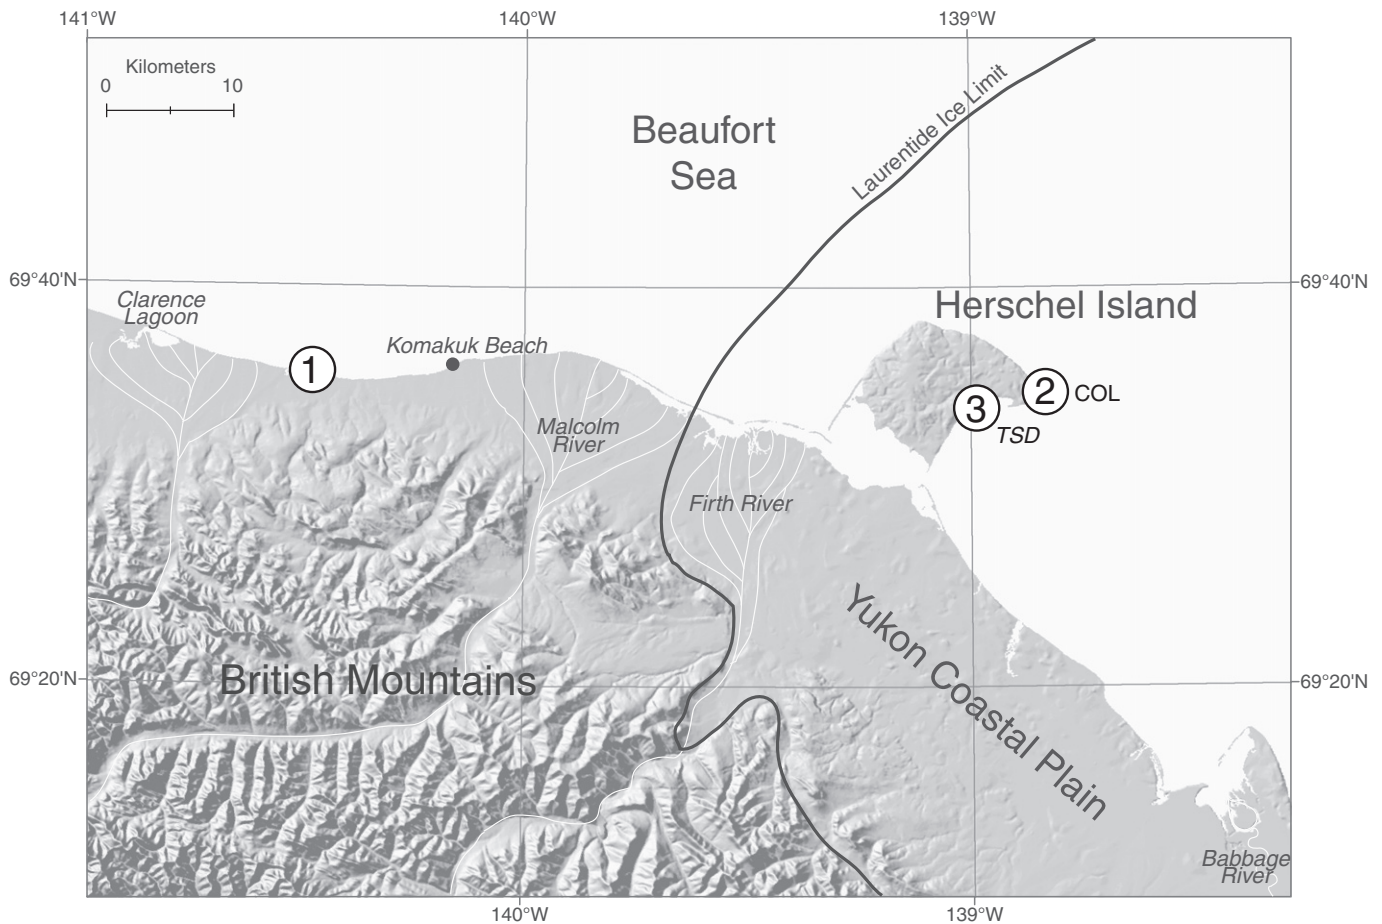 141°W
140°W
139°W
Kilometers
0
10
Beaufort
Sea
Laurentide Ice Limit
69°40'N
69°40'N
Clarence
Lagoon
Herschel Island
Komakuk Beach
1
2
COL
3
TSD
Malcolm
River
Firth River
Yukon Coastal Plain
69°20'N
British Mountains
69°20'N
Babbage
River
140°W
139°W